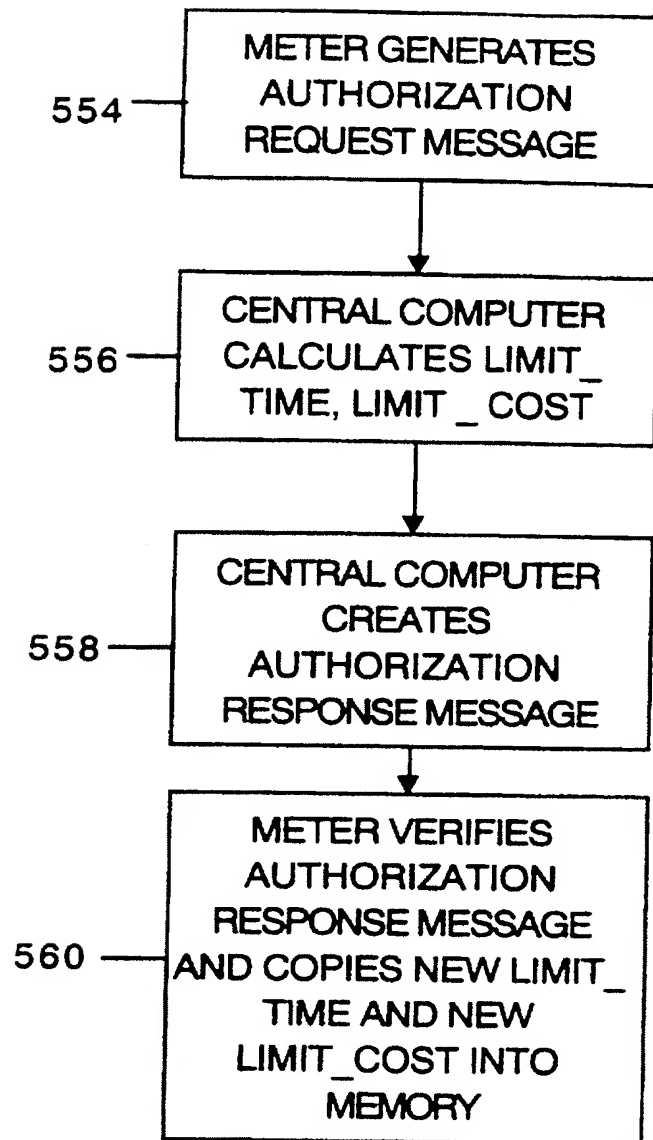 METER GENERATES
AUTHORIZATION
REQUEST MESSAGE
554
CENTRAL COMPUTER
CALCULATES LIMIT_
TIME, LIMIT _ COST
556
CENTRAL COMPUTER
CREATES
AUTHORIZATION
RESPONSE MESSAGE
558
METER VERIFIES
AUTHORIZATION
RESPONSE MESSAGE
AND COPIES NEW LIMIT_
TIME AND NEW
LIMIT_COST INTO
MEMORY
560